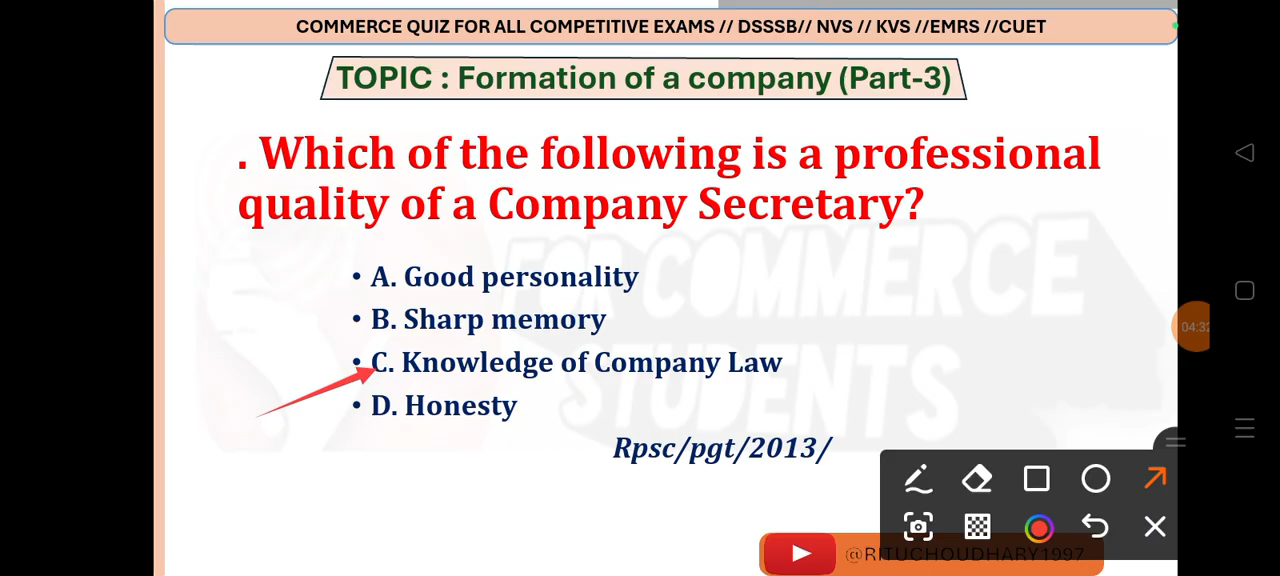 COMMERCE QUIZ FOR ALL COMPETITIVE EXAMS // DSSSB// NVS // KVS //EMRS //CUET
TOPIC : Formation of a company (Part-3)
. Which of the following is a professional
quality of a Company Secretary?
• A. Good personality
• B. Sharp memory
• C. Knowledge of Company Law
• D. Honesty
FOR COMMERCE
STUDENTS
Rpsc/pgt/2013/
04:32
@RITUCHOUDHARY1997